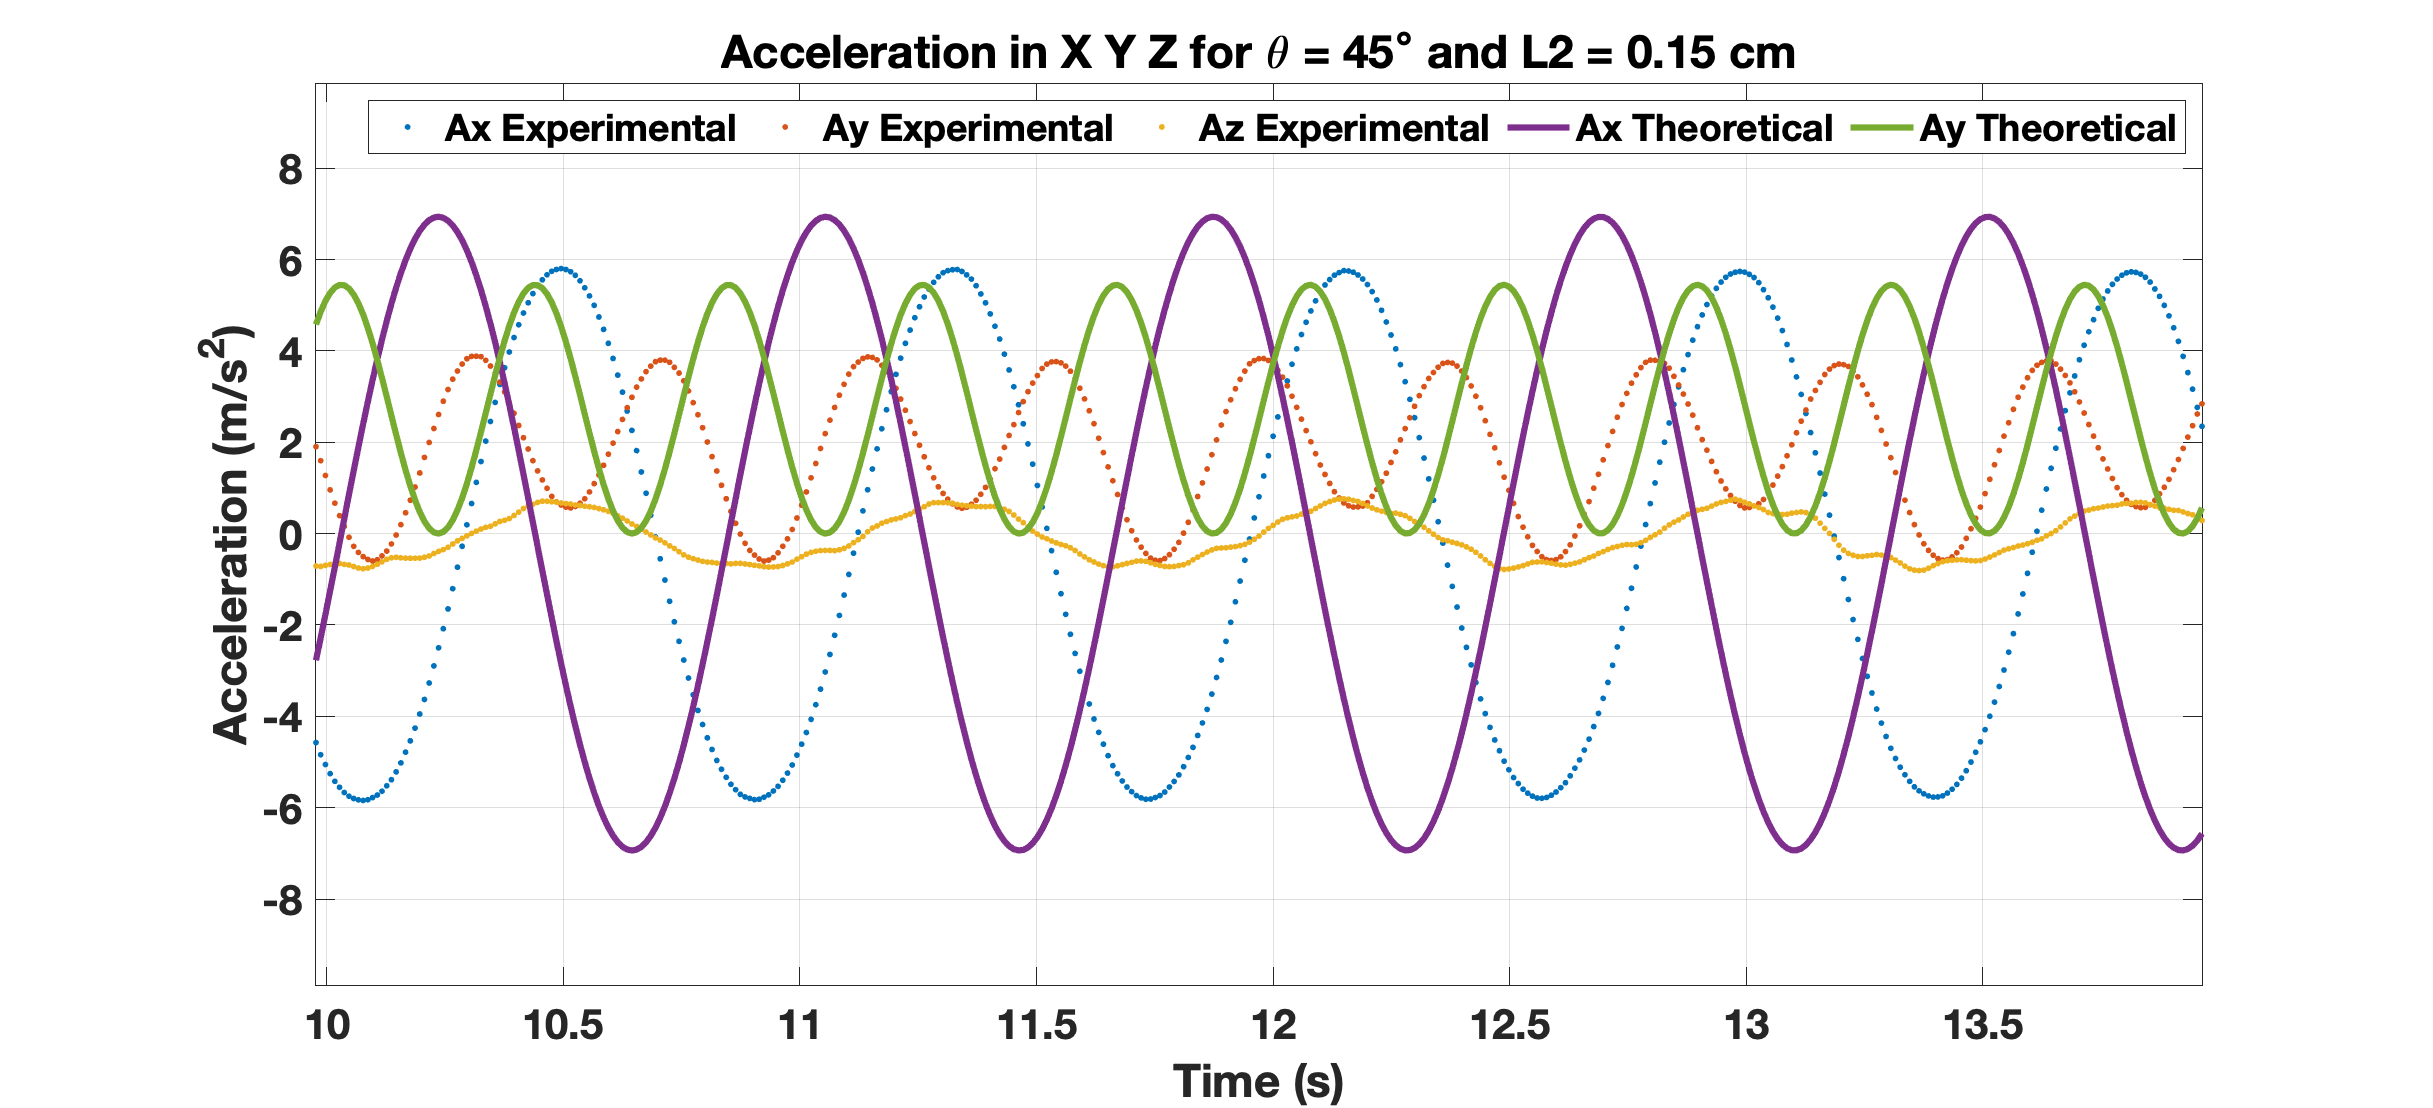 Acceleration in X Y Z for θ = 45° and L2 = 0.15 cm
Ax Experimental Ay Experimental Az Experimental Ax Theoretical Ay Theoretical
8
6
4
2
0
-2
-4
-6
-8
Acceleration (m/s²)
10 10.5 11 11.5 12 12.5 13 13.5
Time (s)